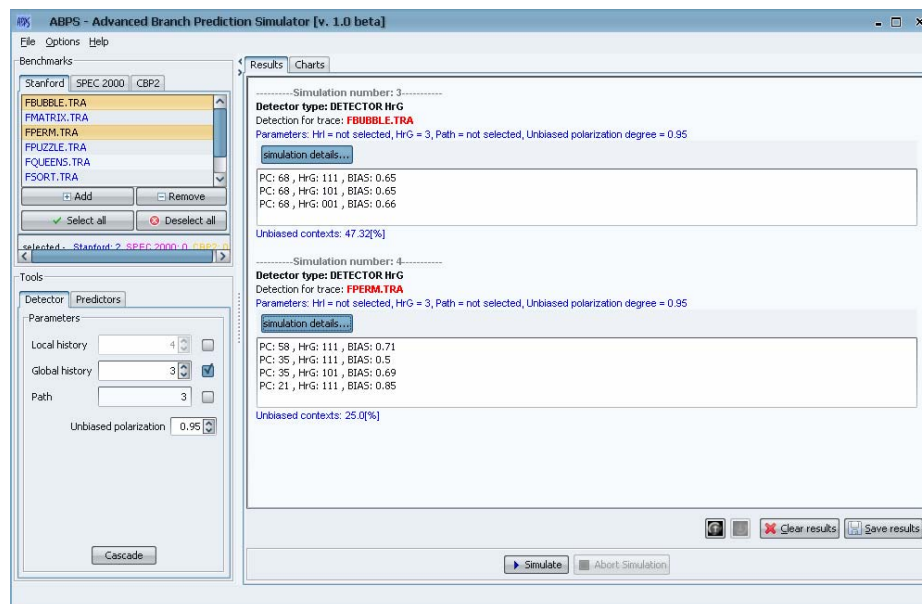 ABPS - Advanced Branch Prediction Simulator [v. 1.0 beta]
File Options Help
Benchmarks
Stanford SPEC 2000 CBP2
FBUBBLE.TRA
FMATRIX.TRA
FPERM.TRA
FPUZZLE.TRA
FQUEENS.TRA
FSORT.TRA
Add Remove
Select all Deselect all
selected - Stanford: 2 SPEC 2000: 0 CBP2: 0
Tools
Detector Predictors
Parameters
Local history 4
Global history 3
Path 3
Unbiased polarization 0.95
Cascade
Results Charts
----------Simulation number: 3----------
Detector type: DETECTOR HrG
Detection for trace: FBUBBLE.TRA
Parameters: Hrl = not selected, HrG = 3, Path = not selected, Unbiased polarization degree = 0.95
simulation details...
PC: 68 , HrG: 111 , BIAS: 0.65
PC: 68 , HrG: 101 , BIAS: 0.65
PC: 68 , HrG: 001 , BIAS: 0.66
Unbiased contexts: 47.32[%]
----------Simulation number: 4----------
Detector type: DETECTOR HrG
Detection for trace: FPERM.TRA
Parameters: Hrl = not selected, HrG = 3, Path = not selected, Unbiased polarization degree = 0.95
simulation details...
PC: 58 , HrG: 111 , BIAS: 0.71
PC: 35 , HrG: 111 , BIAS: 0.5
PC: 35 , HrG: 101 , BIAS: 0.69
PC: 21 , HrG: 111 , BIAS: 0.85
Unbiased contexts: 25.0[%]
Clear results Save results
Simulate Abort Simulation